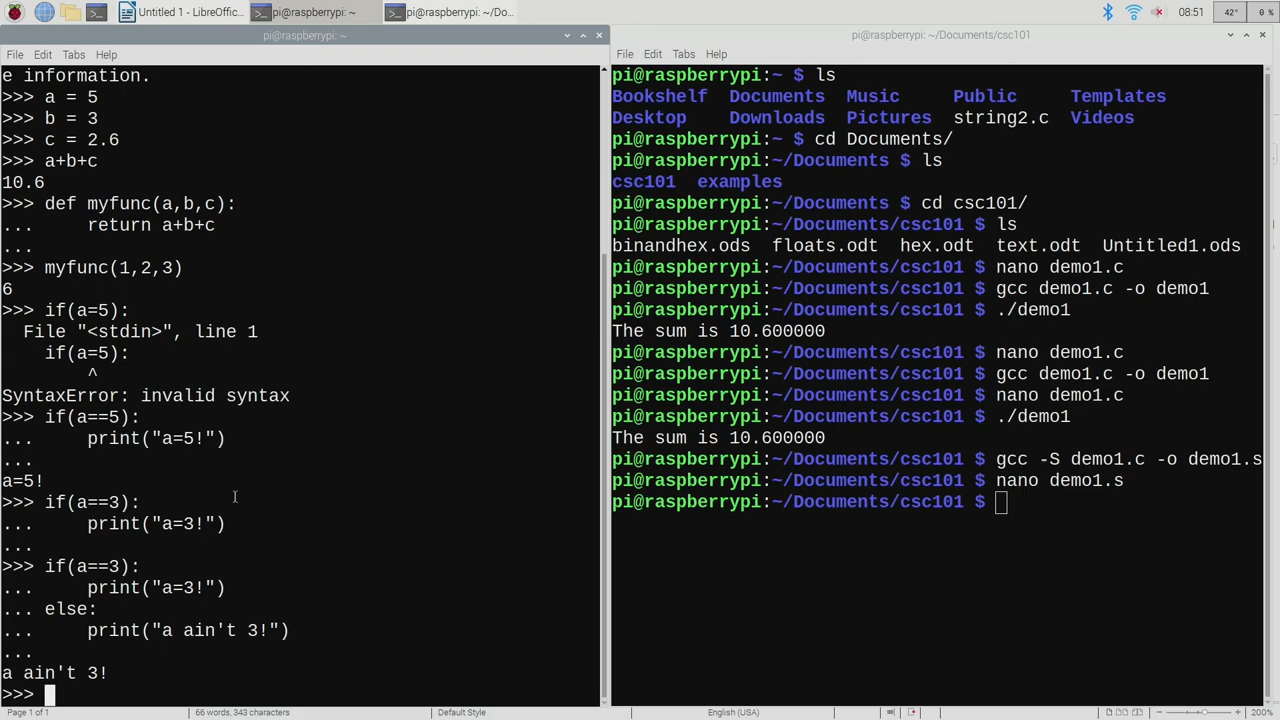 Untitled 1 - LibreOffic...
pi@raspberrypi: ~
pi@raspberrypi: ~/Do...
08:51
42°
0 %
pi@raspberrypi: ~
File Edit Tabs Help
e information.
>>> a = 5
>>> b = 3
>>> c = 2.6
>>> a+b+c
10.6
>>> def myfunc(a,b,c):
...     return a+b+c
...
>>> myfunc(1,2,3)
6
>>> if(a=5):
  File "<stdin>", line 1
    if(a=5):
        ^
SyntaxError: invalid syntax
>>> if(a==5):
...     print("a=5!")
...
a=5!
>>> if(a==3):
...     print("a=3!")
...
>>> if(a==3):
...     print("a=3!")
... else:
...     print("a ain't 3!")
...
a ain't 3!
>>>
pi@raspberrypi: ~/Documents/csc101
File Edit Tabs Help
pi@raspberrypi:~ $ ls
Bookshelf  Documents  Music     Public     Templates
Desktop    Downloads  Pictures  string2.c  Videos
pi@raspberrypi:~ $ cd Documents/
pi@raspberrypi:~/Documents $ ls
csc101  examples
pi@raspberrypi:~/Documents $ cd csc101/
pi@raspberrypi:~/Documents/csc101 $ ls
binandhex.ods  floats.odt  hex.odt  text.odt  Untitled1.ods
pi@raspberrypi:~/Documents/csc101 $ nano demo1.c
pi@raspberrypi:~/Documents/csc101 $ gcc demo1.c -o demo1
pi@raspberrypi:~/Documents/csc101 $ ./demo1
The sum is 10.600000
pi@raspberrypi:~/Documents/csc101 $ nano demo1.c
pi@raspberrypi:~/Documents/csc101 $ gcc demo1.c -o demo1
pi@raspberrypi:~/Documents/csc101 $ nano demo1.c
pi@raspberrypi:~/Documents/csc101 $ ./demo1
The sum is 10.600000
pi@raspberrypi:~/Documents/csc101 $ gcc -S demo1.c -o demo1.s
pi@raspberrypi:~/Documents/csc101 $ nano demo1.s
pi@raspberrypi:~/Documents/csc101 $
Page 1 of 1
66 words, 343 characters
Default Style
English (USA)
200%